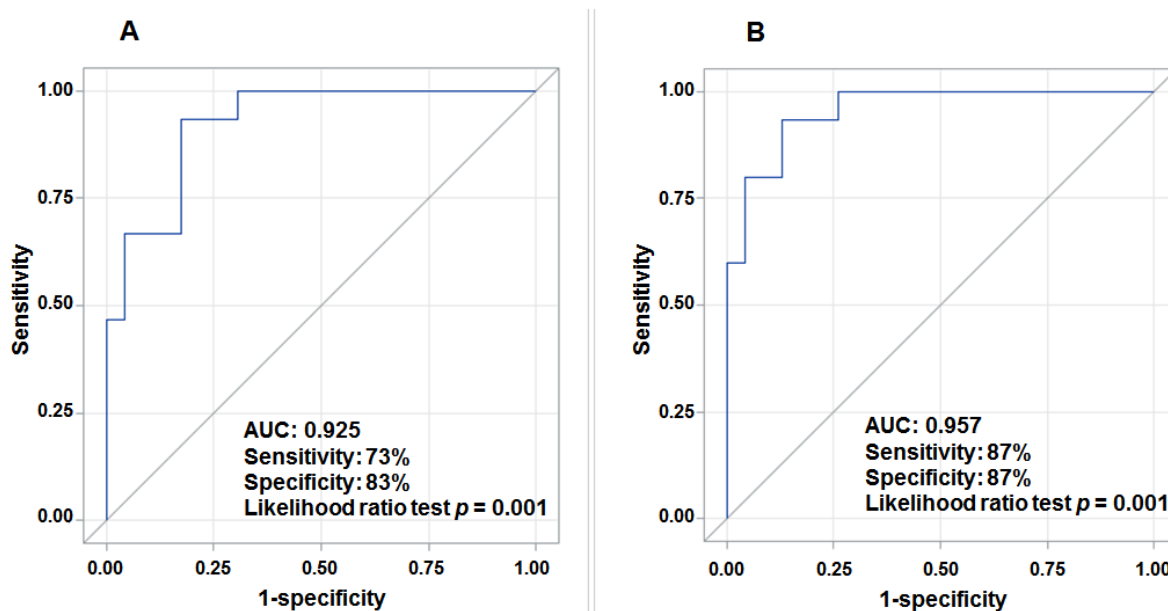 A
1.00
0.75
0.50
0.25
0.00
Sensitivity
AUC: 0.925
Sensitivity: 73%
Specificity: 83%
Likelihood ratio test p = 0.001
0.00 0.25 0.50 0.75 1.00
1-specificity
B
1.00
0.75
0.50
0.25
0.00
Sensitivity
AUC: 0.957
Sensitivity: 87%
Specificity: 87%
Likelihood ratio test p = 0.001
0.00 0.25 0.50 0.75 1.00
1-specificity